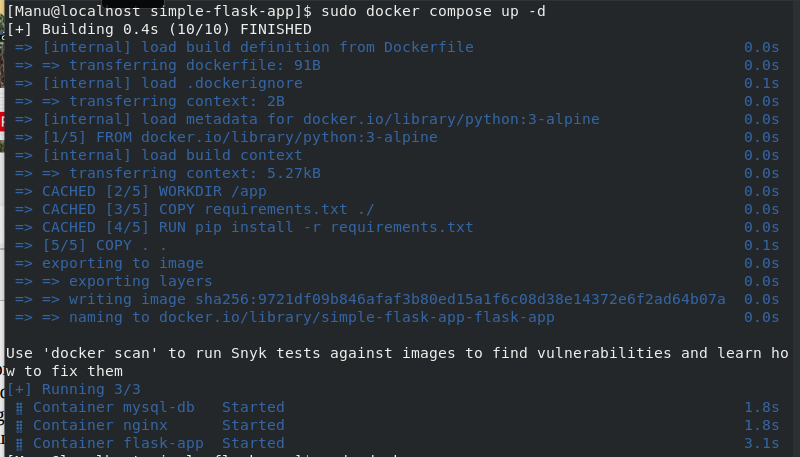 [Manu@localhost simple-flask-app]$ sudo docker compose up -d
[+] Building 0.4s (10/10) FINISHED
=> [internal] load build definition from Dockerfile 0.0s
=> => transferring dockerfile: 91B 0.0s
=> [internal] load .dockerignore 0.1s
=> => transferring context: 2B 0.0s
=> [internal] load metadata for docker.io/library/python:3-alpine 0.0s
=> [1/5] FROM docker.io/library/python:3-alpine 0.0s
=> [internal] load build context 0.0s
=> => transferring context: 5.27kB 0.0s
=> CACHED [2/5] WORKDIR /app 0.0s
=> CACHED [3/5] COPY requirements.txt ./ 0.0s
=> CACHED [4/5] RUN pip install -r requirements.txt 0.0s
=> [5/5] COPY . . 0.1s
=> exporting to image 0.0s
=> => exporting layers 0.0s
=> => writing image sha256:9721df09b846afaf3b80ed15a1f6c08d38e14372e6f2ad64b07a 0.0s
=> => naming to docker.io/library/simple-flask-app-flask-app 0.0s
Use 'docker scan' to run Snyk tests against images to find vulnerabilities and learn ho
w to fix them
[+] Running 3/3
⣿ Container mysql-db Started 1.8s
⣿ Container nginx Started 1.8s
⣿ Container flask-app Started 3.1s